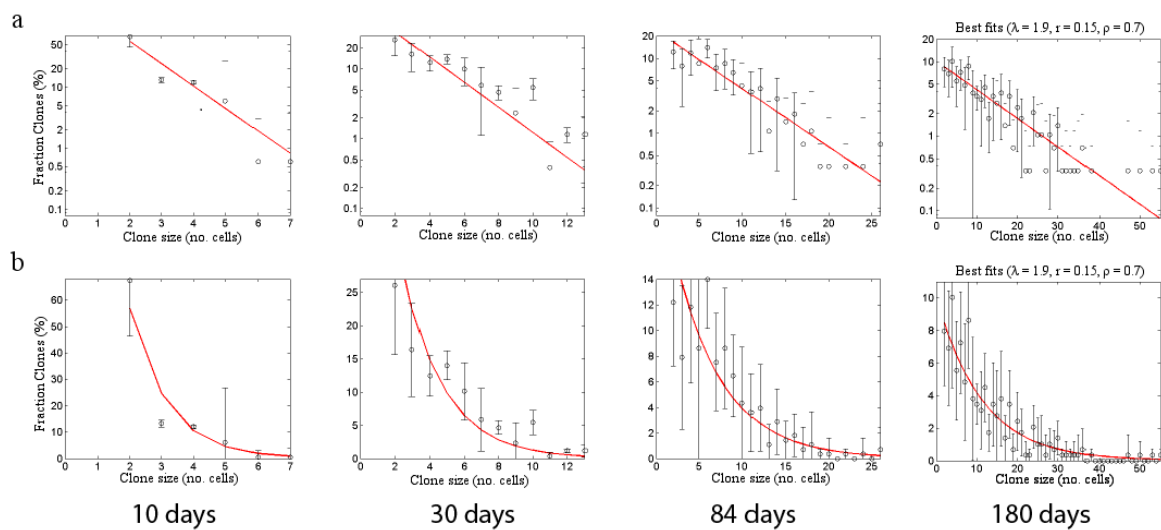 a
Best fits (λ = 1.9, r = 0.15, ρ = 0.7)
Fraction Clones (%)
50
20
10
5
2
1
0.5
0.2
0.1
0 1 2 3 4 5 6 7
Clone size (no. cells)
20
10
5
2
1
0.5
0.2
0.1
0 2 4 6 8 10 12
Clone size (no. cells)
20
10
5
2
1
0.5
0.2
0.1
0 5 10 15 20 25
Clone size (no. cells)
20
10
5
2
1
0.5
0.2
0.1
0 10 20 30 40 50
Clone size (no. cells)
b
Best fits (λ = 1.9, r = 0.15, ρ = 0.7)
Fraction Clones (%)
60
50
40
30
20
10
0
0 1 2 3 4 5 6 7
Clone size (no. cells)
25
20
15
10
5
0
0 2 4 6 8 10 12
Clone size (no. cells)
14
12
10
8
6
4
2
0
0 5 10 15 20 25
Clone size (no. cells)
10
8
6
4
2
0
0 10 20 30 40 50
Clone size (no. cells)
10 days
30 days
84 days
180 days